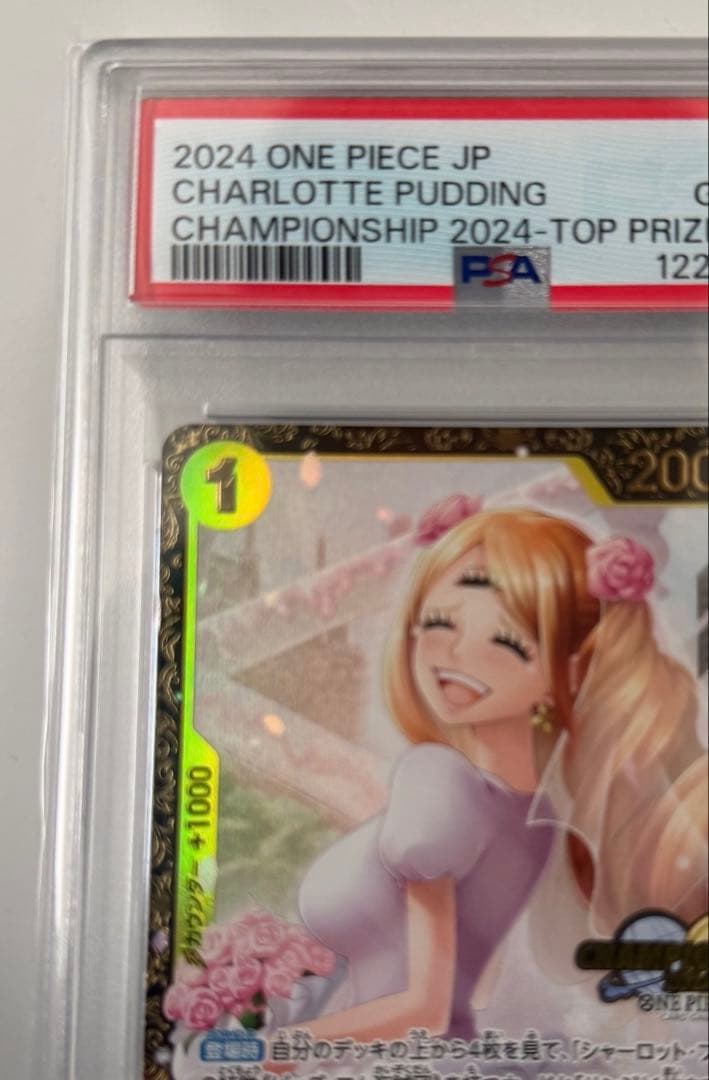 2024 ONE PIECE JP
CHARLOTTE PUDDING G
CHAMPIONSHIP 2024-TOP PRIZE
PSA 122
1
200
カウンター +1000
ONE PIE
登場時 自分のデッキの上から4枚を見て、「シャーロット・